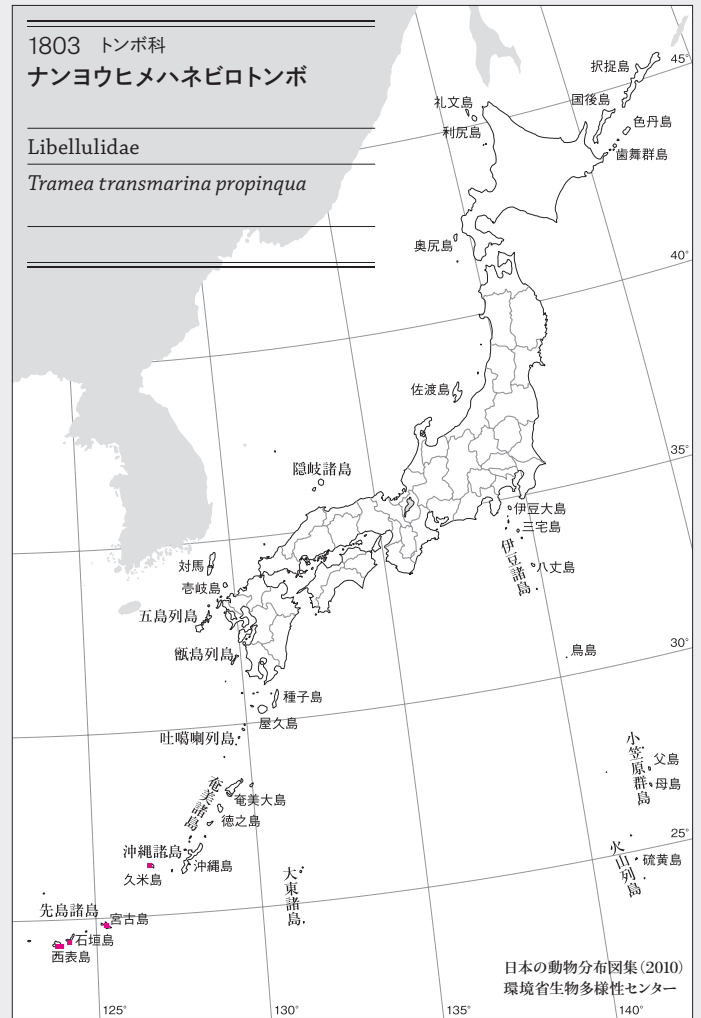 1803 トンボ科
ナンヨウヒメハネビロトンボ
Libellulidae
Tramea transmarina propinqua
択捉島
45°
礼文島
国後島
利尻島
色丹島
歯舞群島
奥尻島
40°
佐渡島
35°
隠岐諸島
伊豆大島
三宅島
伊豆諸島
八丈島
対馬
壱岐島
五島列島
甑島列島
鳥島
30°
種子島
屋久島
吐噶喇列島
小笠原群島
父島
母島
奄美諸島
奄美大島
徳之島
25°
沖縄諸島
沖縄島
久米島
火山列島
硫黄島
大東諸島
先島諸島
宮古島
石垣島
西表島
日本の動物分布図集(2010)
環境省生物多様性センター
125°
130°
135°
140°